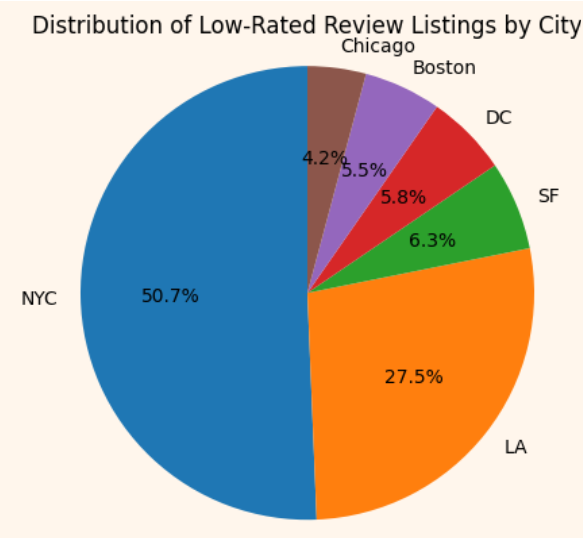 Distribution of Low-Rated Review Listings by City
Chicago
Boston
DC
SF
LA
NYC
4.2%
5.5%
5.8%
6.3%
27.5%
50.7%